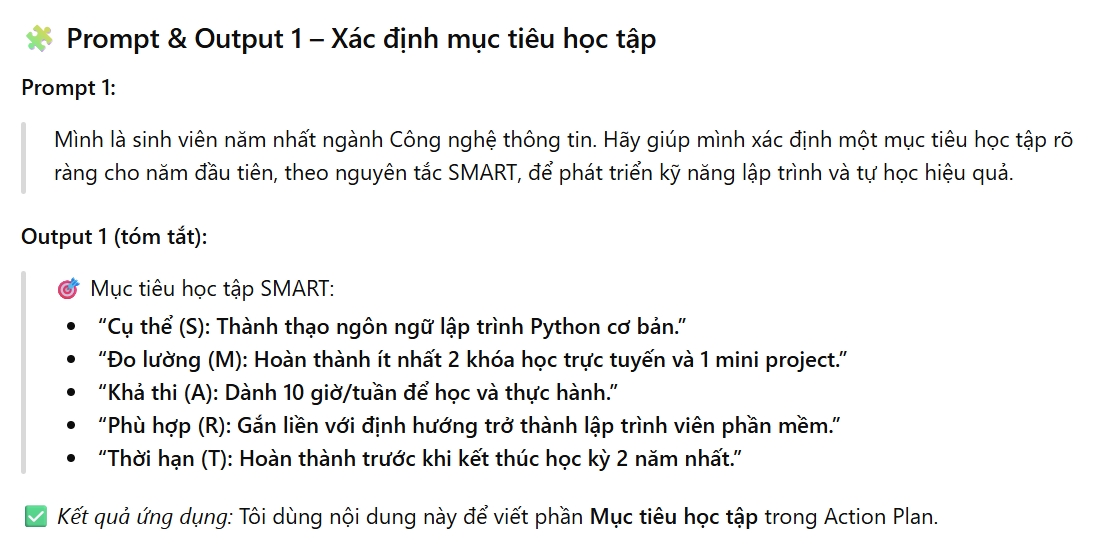 🧩 Prompt & Output 1 – Xác định mục tiêu học tập
Prompt 1:
Mình là sinh viên năm nhất ngành Công nghệ thông tin. Hãy giúp mình xác định một mục tiêu học tập rõ
ràng cho năm đầu tiên, theo nguyên tắc SMART, để phát triển kỹ năng lập trình và tự học hiệu quả.
Output 1 (tóm tắt):
🎯 Mục tiêu học tập SMART:
• “Cụ thể (S): Thành thạo ngôn ngữ lập trình Python cơ bản.”
• “Đo lường (M): Hoàn thành ít nhất 2 khóa học trực tuyến và 1 mini project.”
• “Khả thi (A): Dành 10 giờ/tuần để học và thực hành.”
• “Phù hợp (R): Gắn liền với định hướng trở thành lập trình viên phần mềm.”
• “Thời hạn (T): Hoàn thành trước khi kết thúc học kỳ 2 năm nhất.”
✅ Kết quả ứng dụng: Tôi dùng nội dung này để viết phần Mục tiêu học tập trong Action Plan.